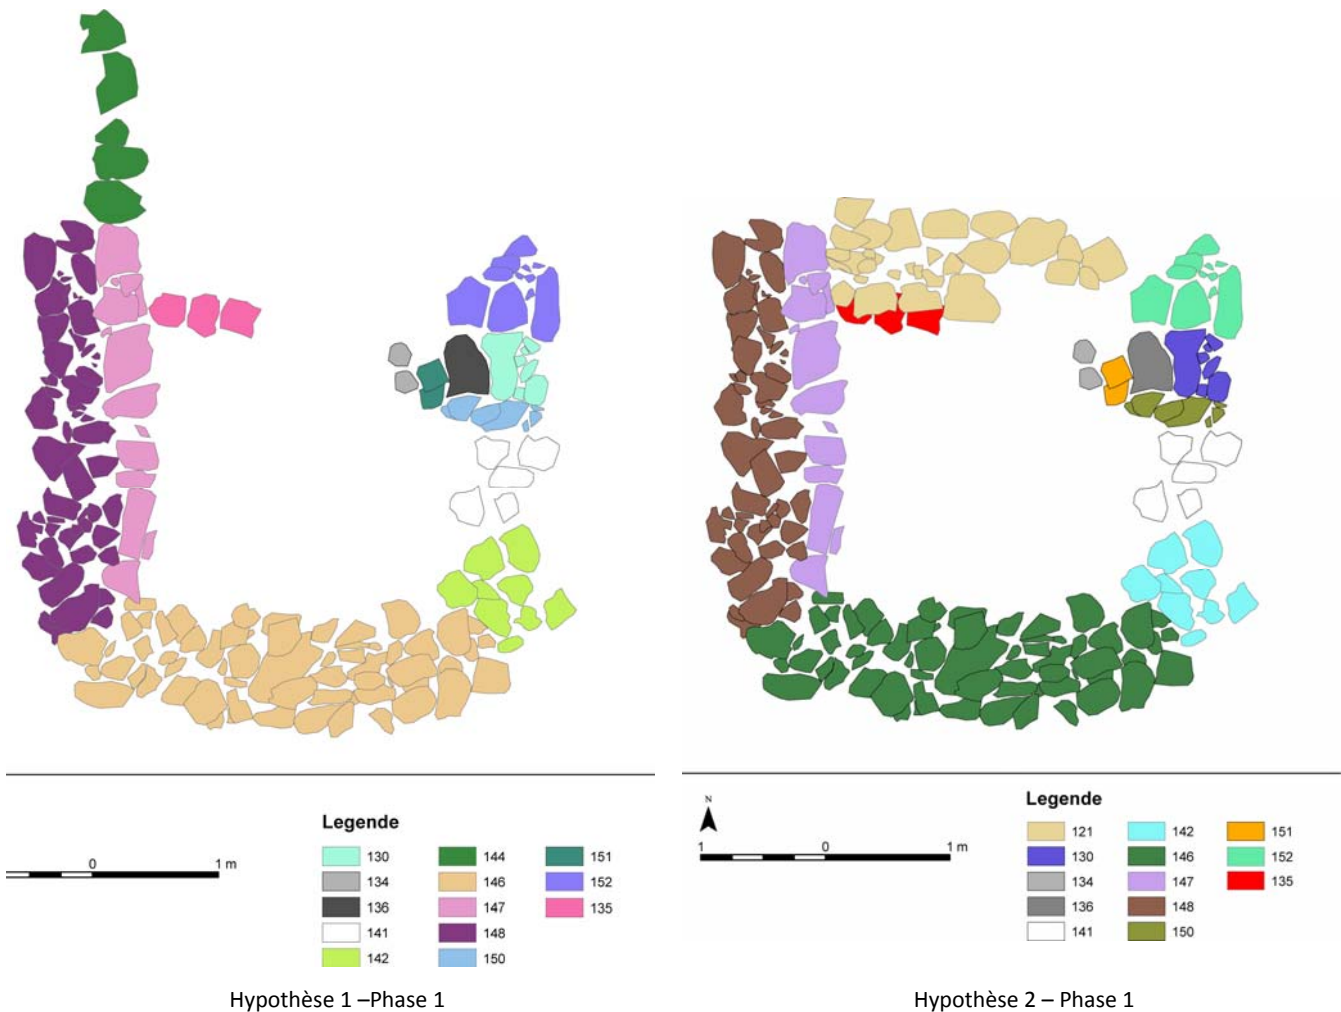 Legende
130 144 151
134 146 152
136 147 135
141 148
142 150
0 1 m
Hypothèse 1 –Phase 1
N
1 0 1 m
Legende
121 142 151
130 146 152
134 147 135
136 148
141 150
Hypothèse 2 – Phase 1